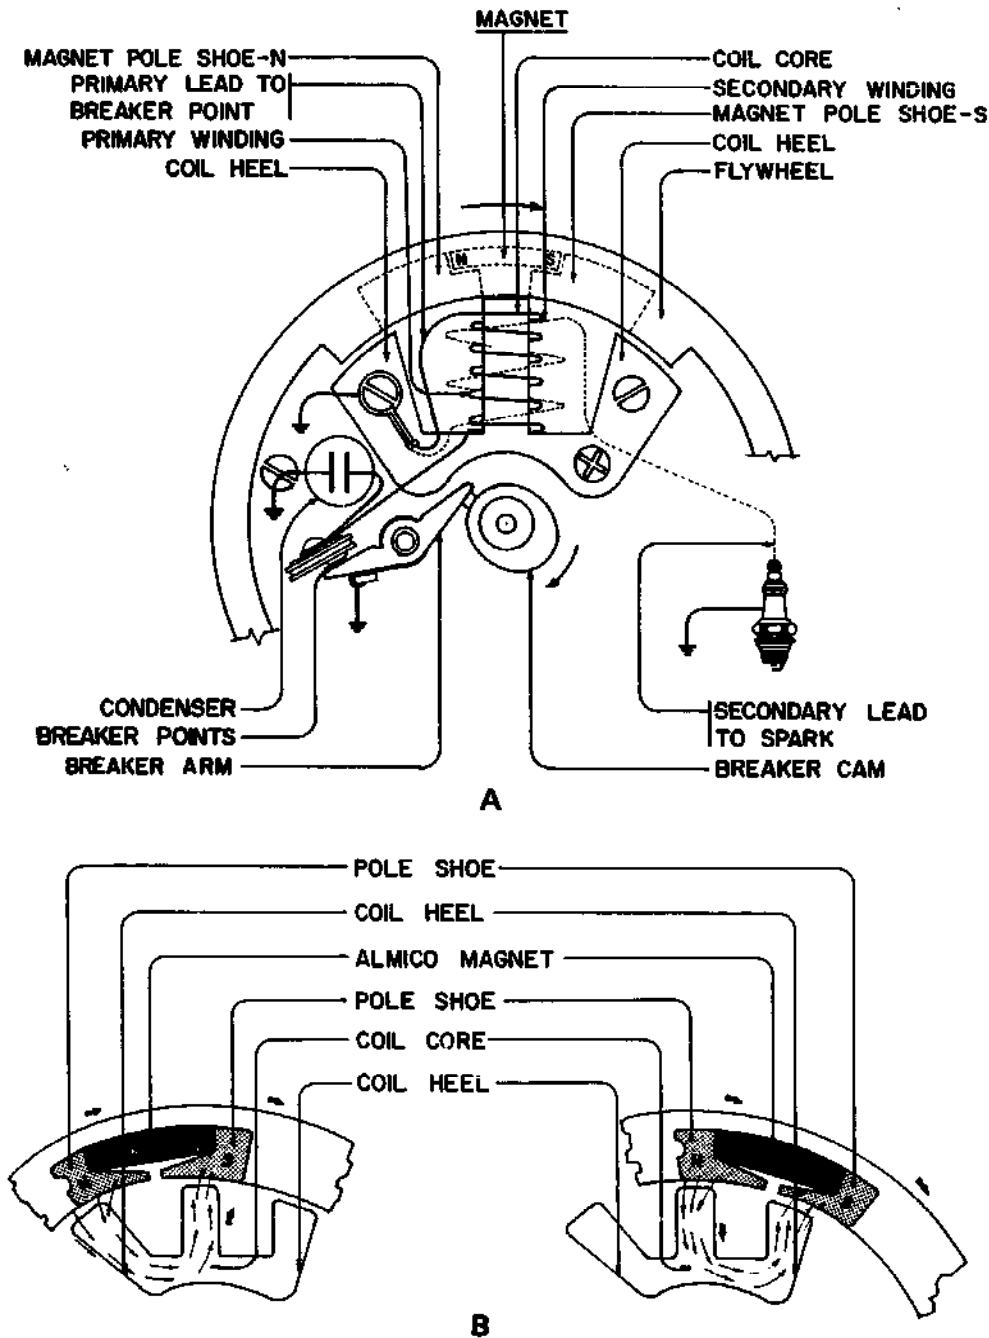 MAGNET
MAGNET POLE SHOE-N
PRIMARY LEAD TO
BREAKER POINT
PRIMARY WINDING
COIL HEEL
COIL CORE
SECONDARY WINDING
MAGNET POLE SHOE-S
COIL HEEL
FLYWHEEL
N
S
CONDENSER
BREAKER POINTS
BREAKER ARM
SECONDARY LEAD
TO SPARK
BREAKER CAM
A
POLE SHOE
COIL HEEL
ALMICO MAGNET
POLE SHOE
COIL CORE
COIL HEEL
N
S
N
B